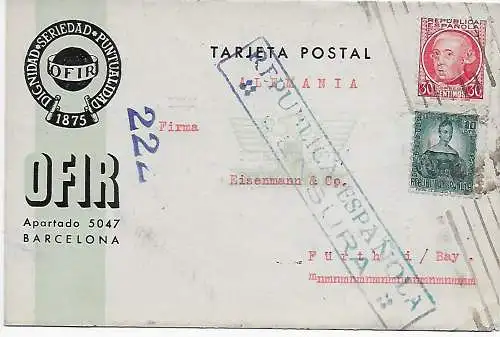 DIGNIDAD·SERIEDAD·PUNTUALIDAD
OFIR
1875
OFIR
Apartado 5047
BARCELONA
TARJETA POSTAL
ALEMANIA
222
Firma
Eisenmann & Co.
Furth i/Bay.
REPUBLICA ESPAÑOLA
CENSURA
REPUBLICA
ESPAÑOLA
30 CENTIMOS 30
10